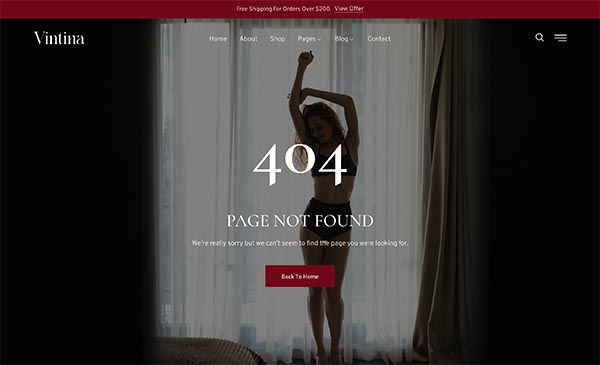 Free Shipping For Orders Over $200. View Offer
Vintina
Home About Shop Pages Blog Contact
404
PAGE NOT FOUND
We're really sorry but we can't seem to find the page you were looking for.
Back To Home